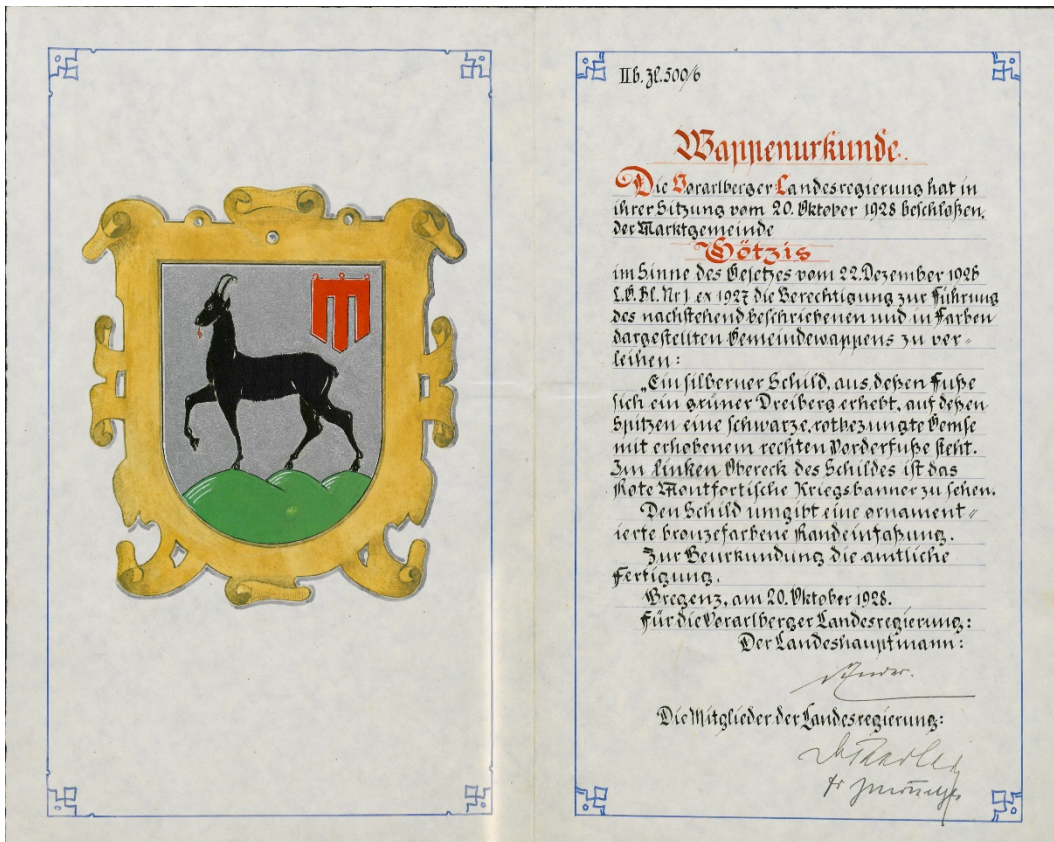 IIb. Zl. 500/6
Wappenurkunde.
Die Vorarlberger Landesregierung hat in
ihrer Sitzung vom 20. Oktober 1928 beschloßen,
der Marktgemeinde
Götzis
im Sinne des Gesetzes vom 22. Dezember 1926
L.G.Bl. Nr 1 ex 1927 die Berechtigung zur Führung
des nachstehend beschriebenen und in Farben
dargestellten Gemeindewappens zu ver-
leihen:
„Ein silberner Schild, aus deßen Fuße
sich ein grüner Dreiberg erhebt, auf deßen
Spitzen eine schwarze, rotbezungte Gemse
mit erhobenem rechten Vorderfuße steht.
Im linken Obereck des Schildes ist das
Rote Montfortische Kriegsbanner zu sehen.
Den Schild umgibt eine ornament-
ierte bronzefarbene Randeinfaßung.
Zur Beurkundung die amtliche
Fertigung.
Bregenz, am 20. Oktober 1928.
Für die Vorarlberger Landesregierung:
Der Landeshauptmann:
Die Mitglieder der Landesregierung: